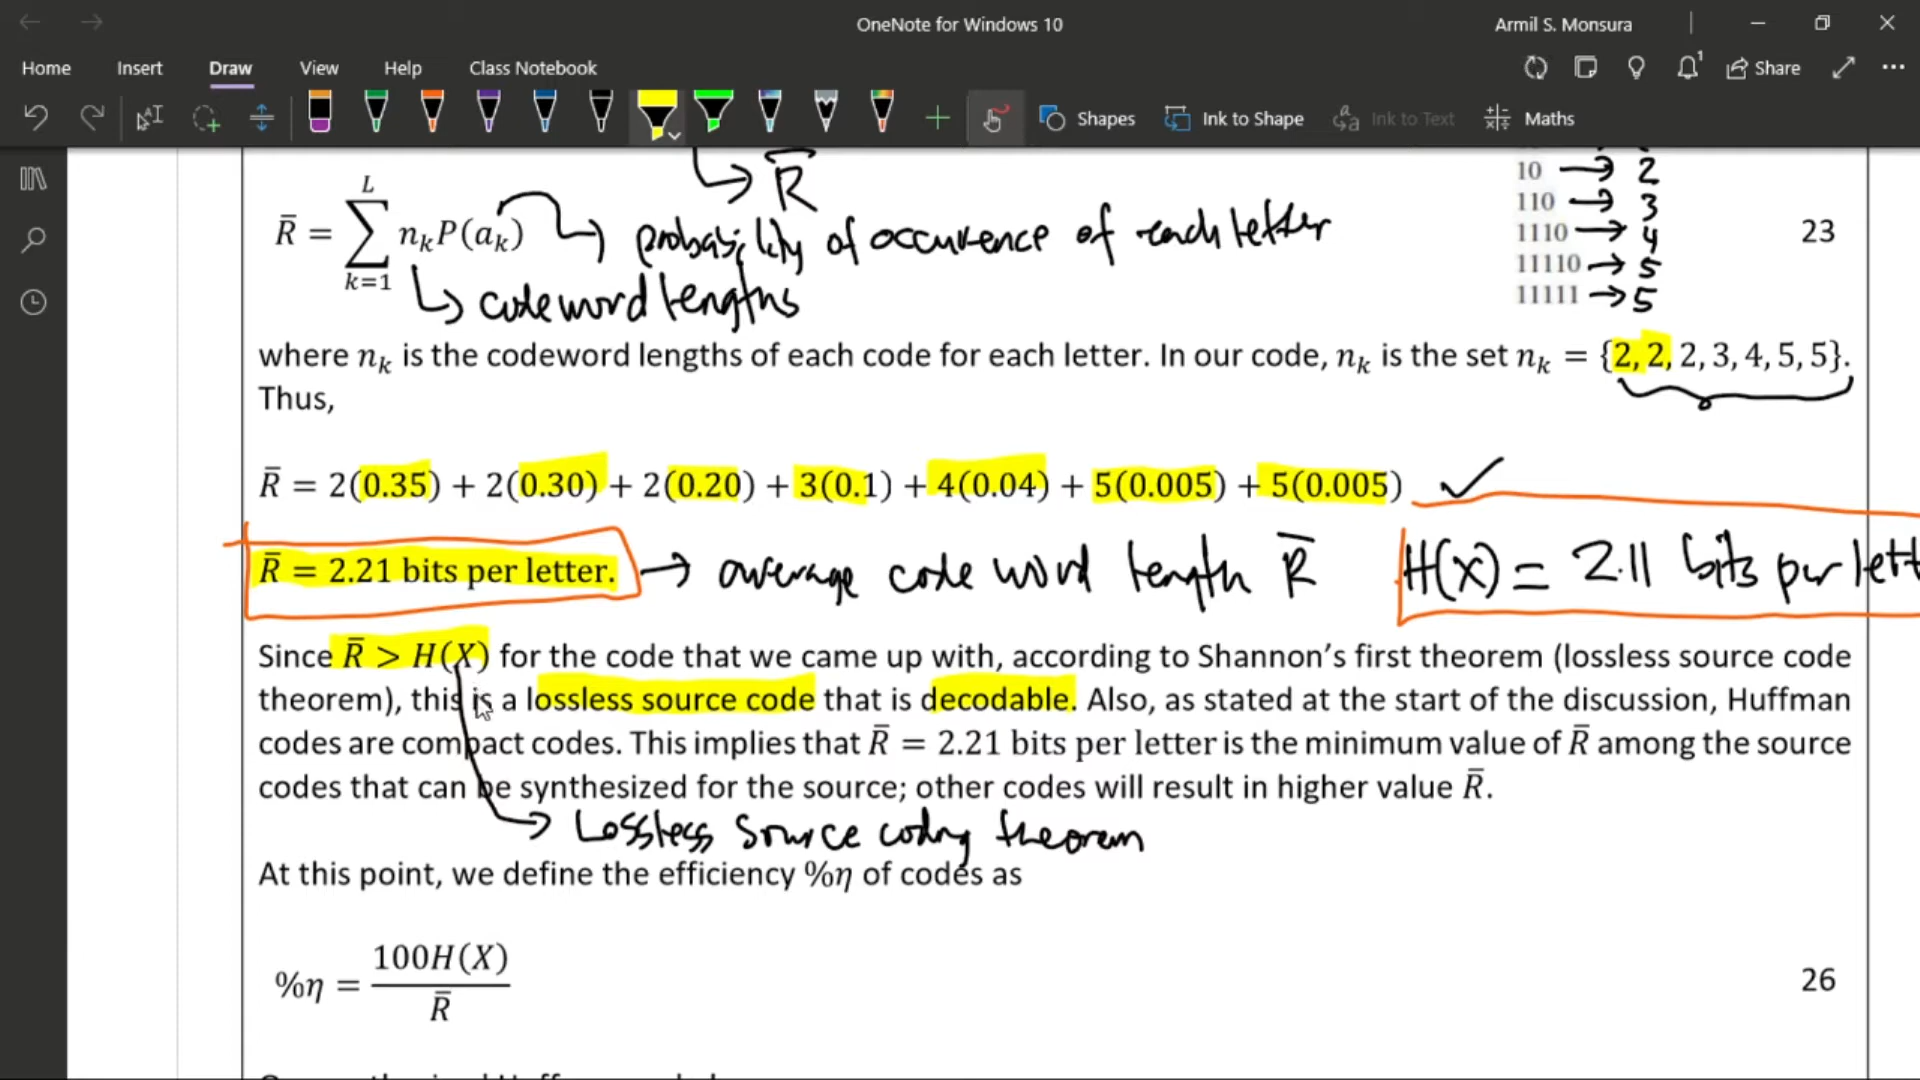 OneNote for Windows 10
Armil S. Monsura
Home Insert Draw View Help Class Notebook
1 Share
Shapes Ink to Shape Ink to Text Maths
R̄
10 → 2
R̄ = ∑_{k=1}^{L} n_k P(a_k) → probability of occurence of each letter
110 → 3
1110 → 4
23
11110 → 5
→ codeword lengths
11111 → 5
where n_k is the codeword lengths of each code for each letter. In our code, n_k is the set n_k = {2, 2, 2, 3, 4, 5, 5}.
Thus,
R̄ = 2(0.35) + 2(0.30) + 2(0.20) + 3(0.1) + 4(0.04) + 5(0.005) + 5(0.005) ✓
R̄ = 2.21 bits per letter. → average code word length R̄ H(X) = 2.11 bits per lett
Since R̄ > H(X) for the code that we came up with, according to Shannon's first theorem (lossless source code
theorem), this is a lossless source code that is decodable. Also, as stated at the start of the discussion, Huffman
codes are compact codes. This implies that R̄ = 2.21 bits per letter is the minimum value of R̄ among the source
codes that can be synthesized for the source; other codes will result in higher value R̄.
→ Lossless source coding theorem
At this point, we define the efficiency %η of codes as
%η = 100H(X) / R̄
26